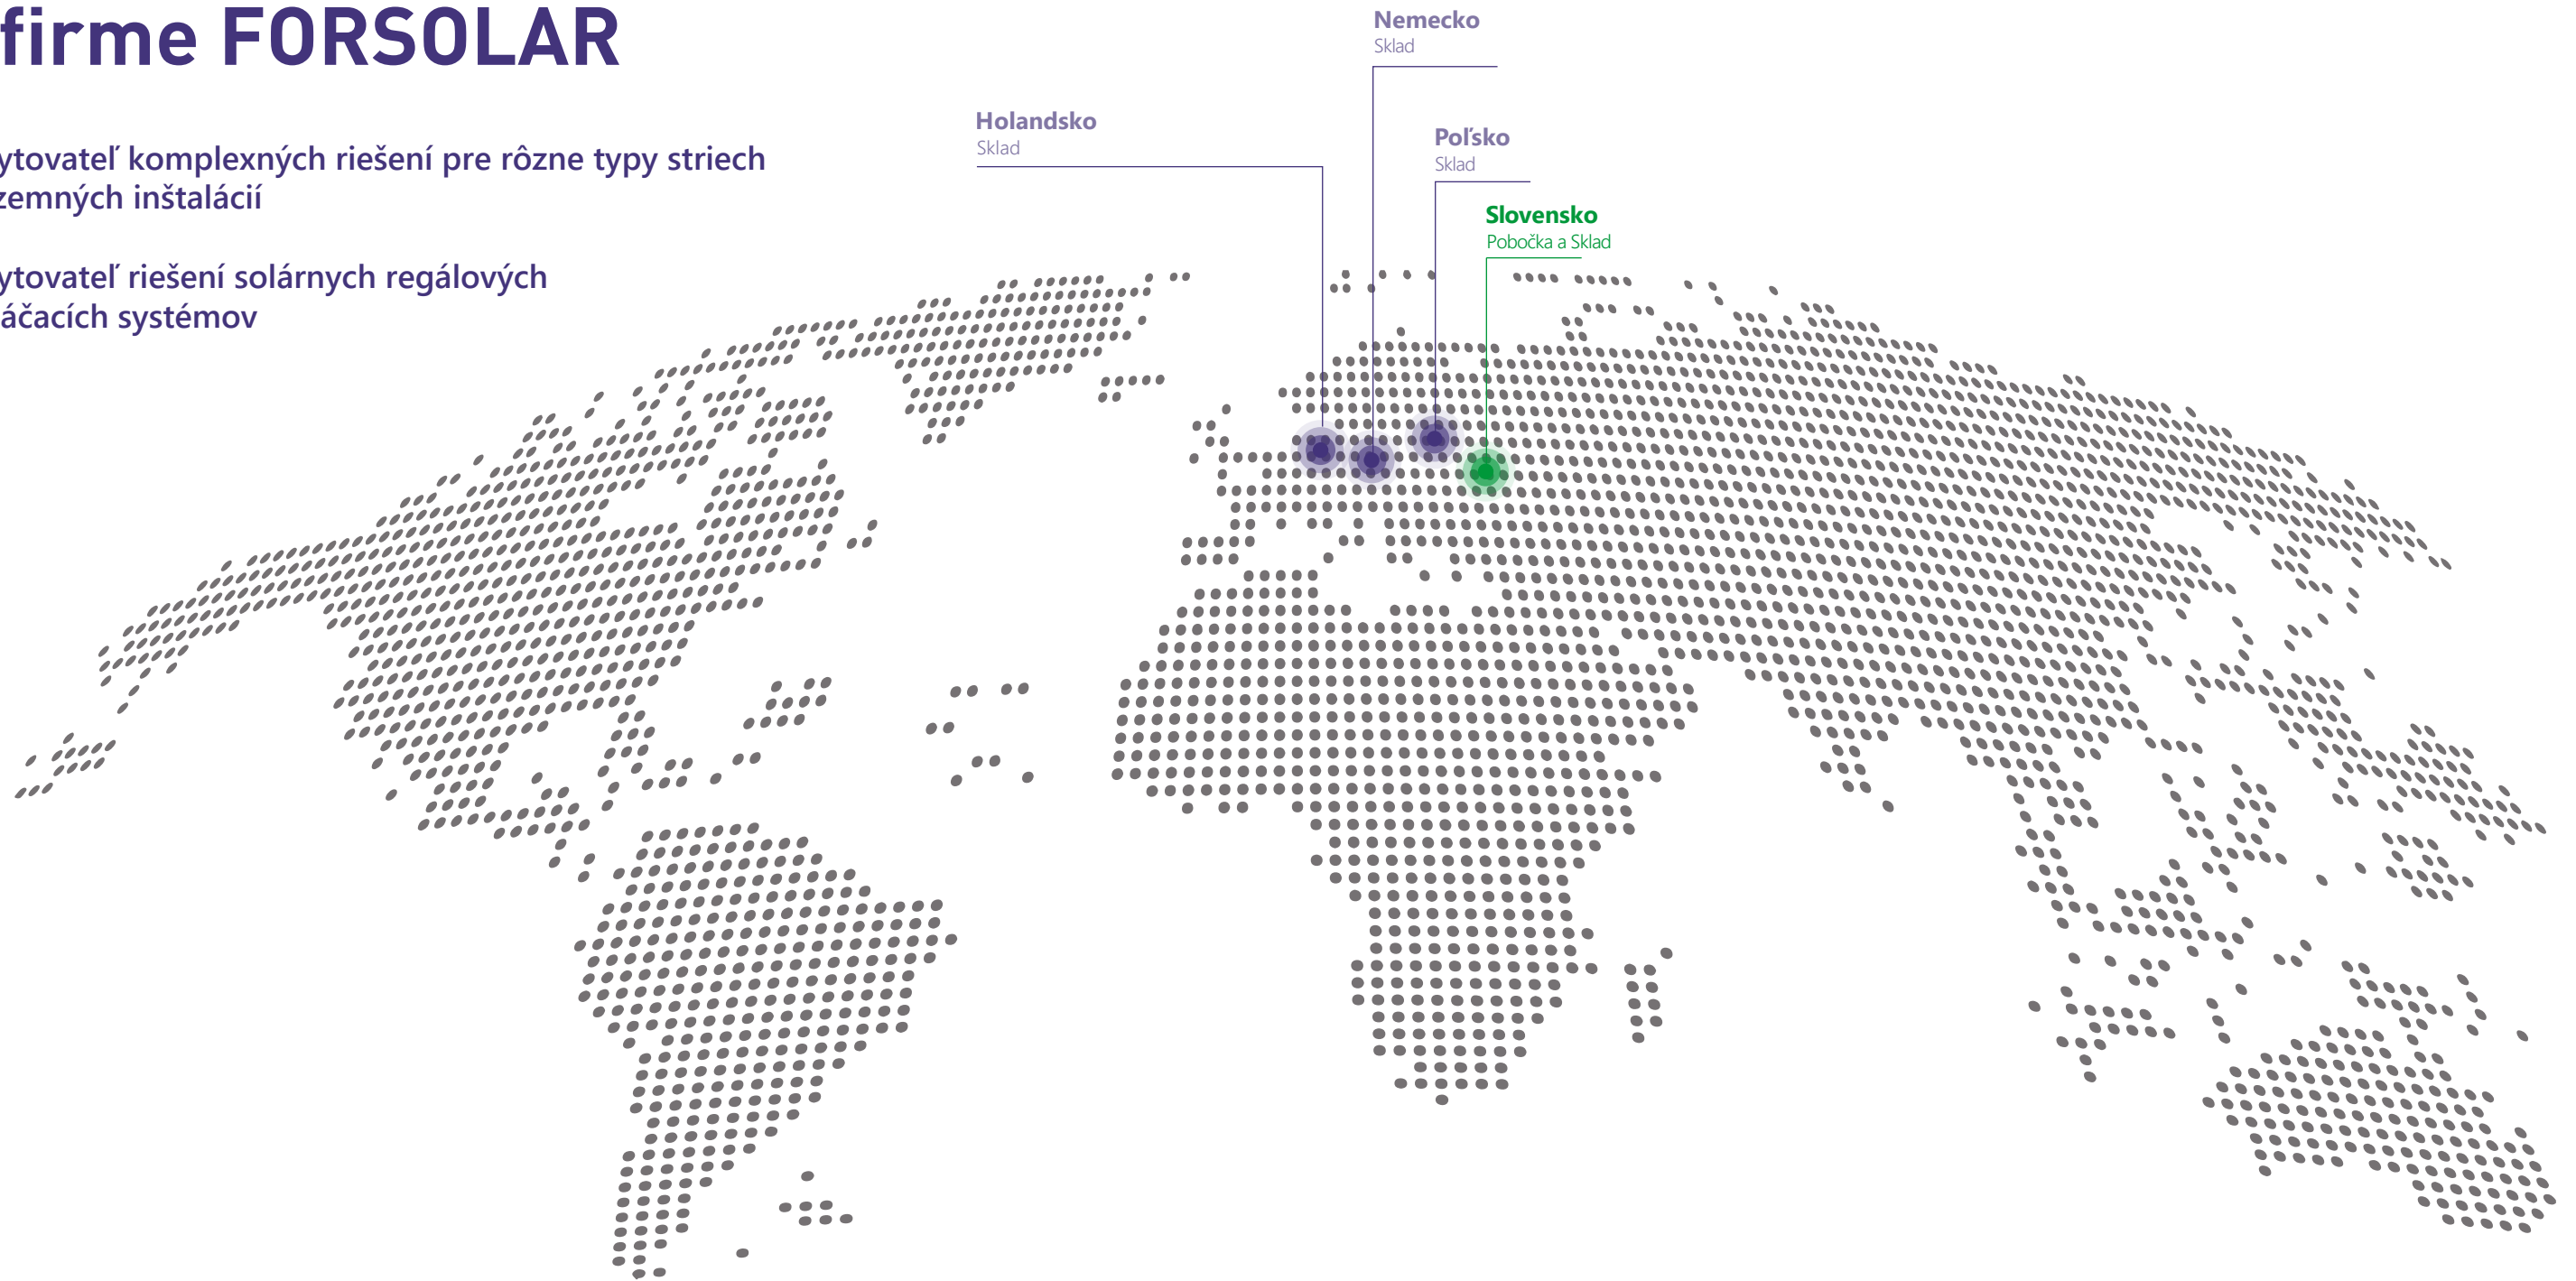 firme FORSOLAR
ytovateľ komplexných riešení pre rôzne typy striech
zemných inštalácií
ytovateľ riešení solárnych regálových
áčacích systémov
Nemecko
Sklad
Holandsko
Sklad
Poľsko
Sklad
Slovensko
Pobočka a Sklad